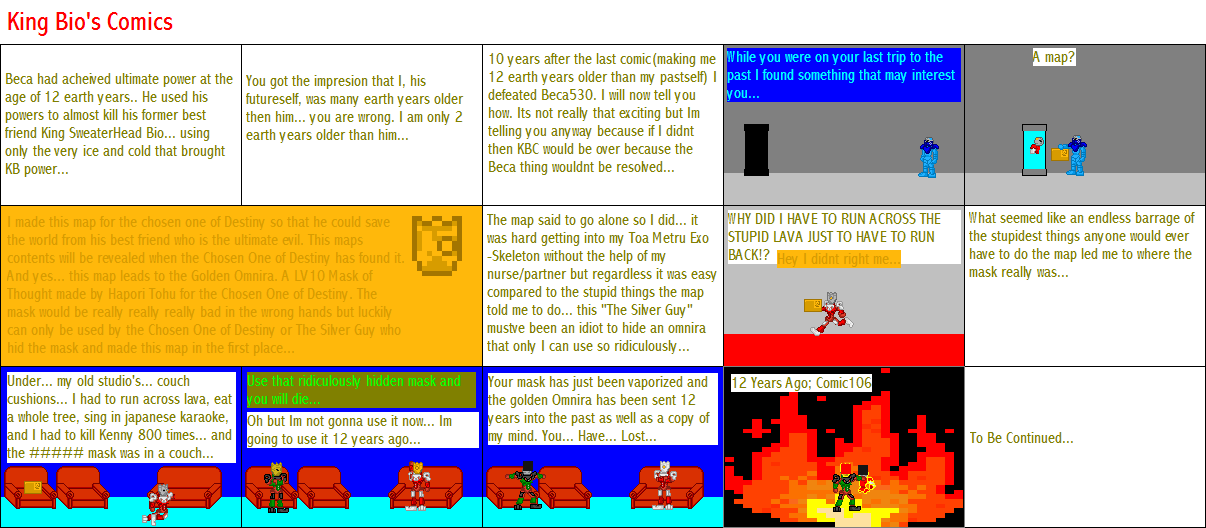 King Bio's Comics
Beca had acheived ultimate power at the
age of 12 earth years.. He used his
powers to almost kill his former best
friend King SweaterHead Bio... using
only the very ice and cold that brought
KB power...
You got the impresion that I, his
futureself, was many earth years older
then him... you are wrong. I am only 2
earth years older than him...
10 years after the last comic(making me
12 earth years older than my pastself) I
defeated Beca530. I will now tell you
how. Its not really that exciting but Im
telling you anyway because if I didnt
then KBC would be over because the
Beca thing wouldnt be resolved...
While you were on your last trip to the
past I found something that may interest
you...
A map?
I made this map for the chosen one of Destiny so that he could save
the world from his best friend who is the ultimate evil. This maps
contents will be revealed when the Chosen One of Destiny has found it.
And yes... this map leads to the Golden Omnira. A LV10 Mask of
Thought made by Hapori Tohu for the Chosen One of Destiny. The
mask would be really really really bad in the wrong hands but luckily
can only be used by the Chosen One of Destiny or The Silver Guy who
hid the mask and made this map in the first place...
The map said to go alone so I did... it
was hard getting into my Toa Metru Exo
-Skeleton without the help of my
nurse/partner but regardless it was easy
compared to the stupid things the map
told me to do... this "The Silver Guy"
mustve been an idiot to hide an omnira
that only I can use so ridiculously...
WHY DID I HAVE TO RUN ACROSS THE
STUPID LAVA JUST TO HAVE TO RUN
BACK!?
Hey I didnt right me...
What seemed like an endless barrage of
the stupidest things anyone would ever
have to do the map led me to where the
mask really was...
Under... my old studio's... couch
cushions... I had to run across lava, eat
a whole tree, sing in japanese karaoke,
and I had to kill Kenny 800 times... and
the ##### mask was in a couch...
Use that ridiculously hidden mask and
you will die...
Oh but Im not gonna use it now... Im
going to use it 12 years ago...
Your mask has just been vaporized and
the golden Omnira has been sent 12
years into the past as well as a copy of
my mind. You... Have... Lost...
12 Years Ago; Comic106
To Be Continued...